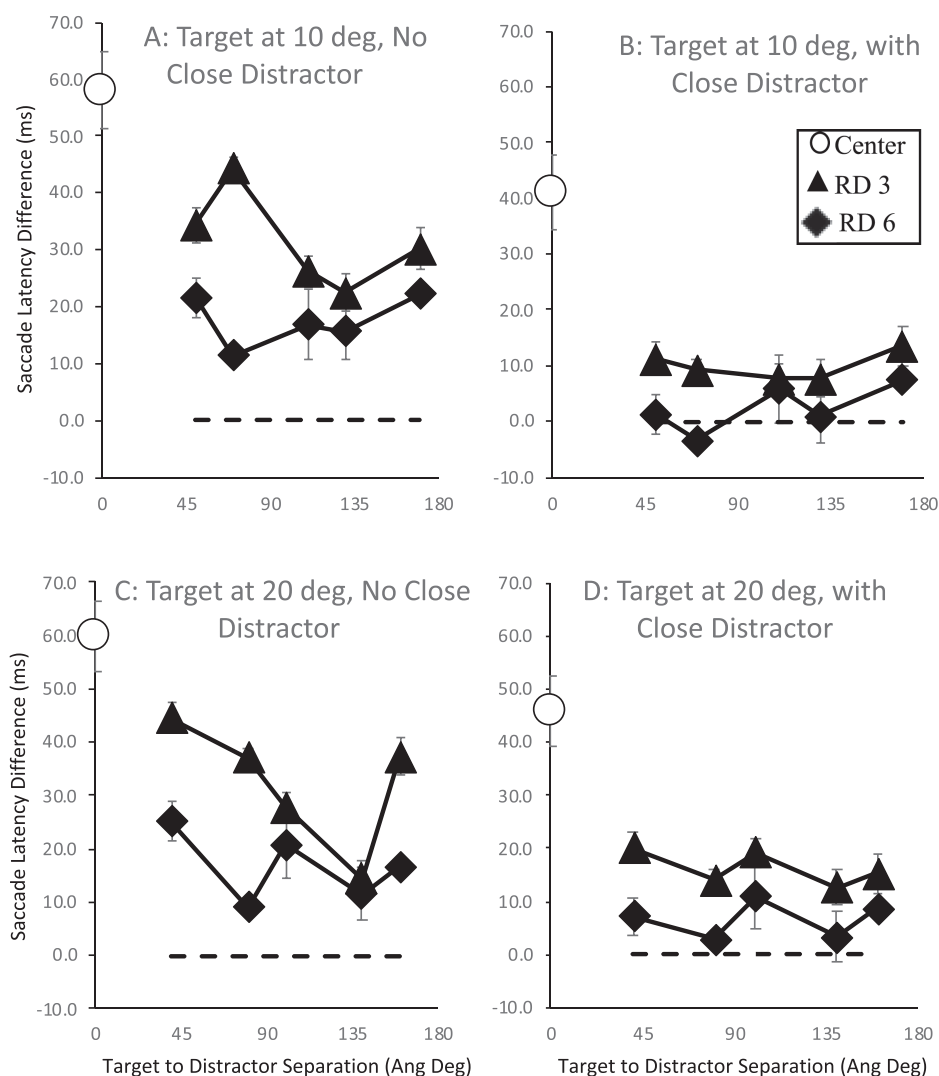 A: Target at 10 deg, No
Close Distractor
Saccade Latency Difference (ms)
70.0
60.0
50.0
40.0
30.0
20.0
10.0
0.0
-10.0
0 45 90 135 180
B: Target at 10 deg, with
Close Distractor
70.0
60.0
50.0
40.0
30.0
20.0
10.0
0.0
-10.0
0 45 90 135 180
Center
RD 3
RD 6
C: Target at 20 deg, No Close
Distractor
Saccade Latency Difference (ms)
70.0
60.0
50.0
40.0
30.0
20.0
10.0
0.0
-10.0
0 45 90 135 180
Target to Distractor Separation (Ang Deg)
D: Target at 20 deg, with
Close Distractor
70.0
60.0
50.0
40.0
30.0
20.0
10.0
0.0
-10.0
0 45 90 135 180
Target to Distractor Separation (Ang Deg)